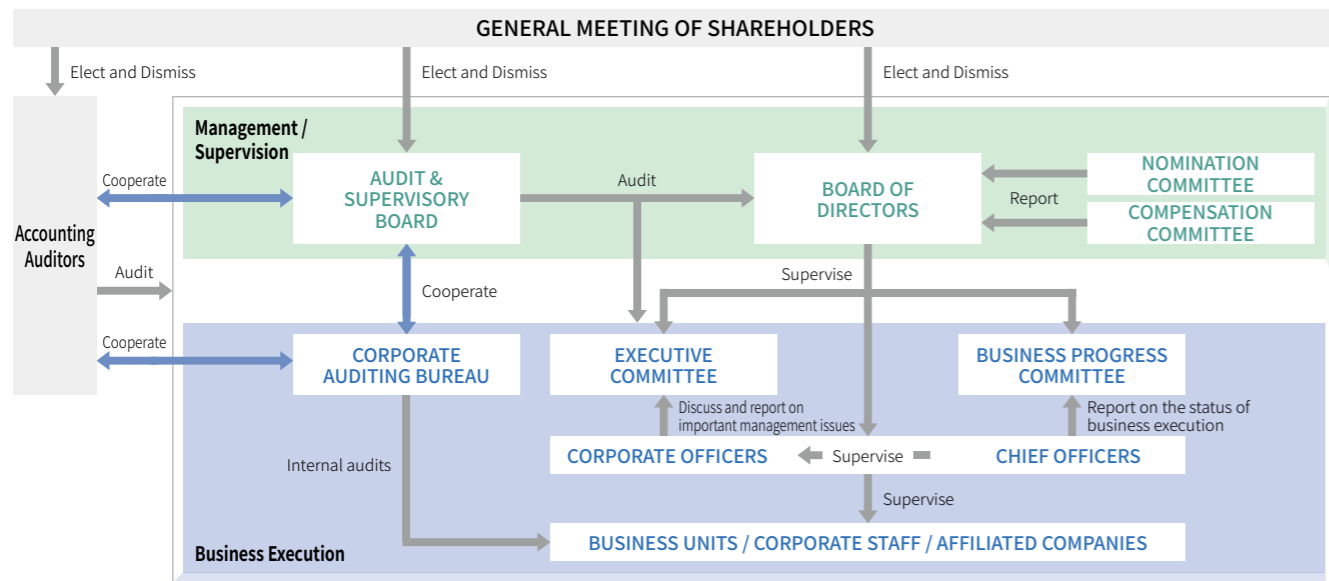 GENERAL MEETING OF SHAREHOLDERS
Elect and Dismiss
Elect and Dismiss
Elect and Dismiss
Management /
Supervision
AUDIT &
SUPERVISORY
BOARD
Audit
BOARD OF
DIRECTORS
NOMINATION
COMMITTEE
Report
COMPENSATION
COMMITTEE
Cooperate
Accounting
Auditors
Audit
Cooperate
Supervise
Cooperate
CORPORATE
AUDITING BUREAU
EXECUTIVE
COMMITTEE
BUSINESS PROGRESS
COMMITTEE
Discuss and report on
important management issues
Report on the status of
business execution
Internal audits
CORPORATE OFFICERS
Supervise
CHIEF OFFICERS
Supervise
Business Execution
BUSINESS UNITS / CORPORATE STAFF / AFFILIATED COMPANIES